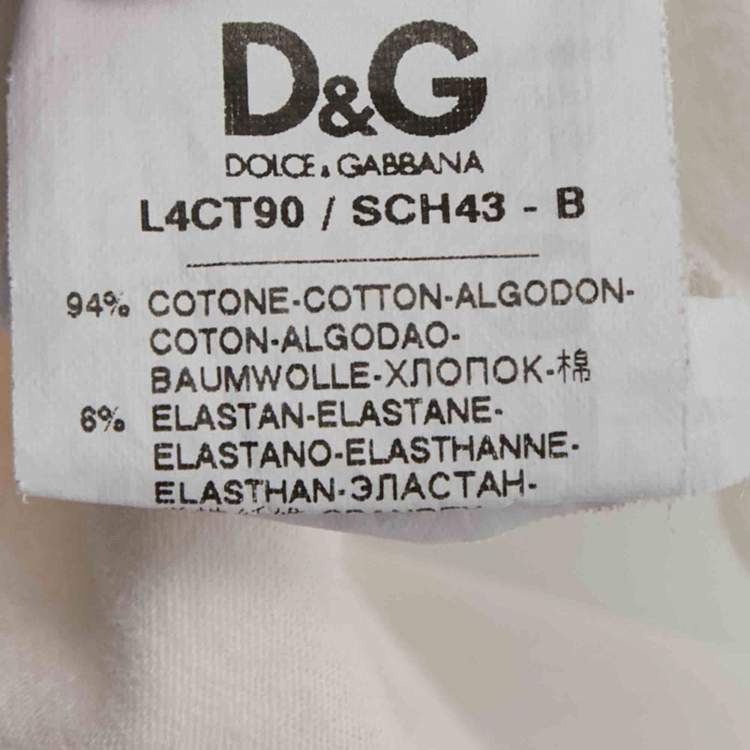 D&G
DOLCE & GABBANA
L4CT90 / SCH43 - B
94% COTONE-COTTON-ALGODON-
COTON-ALGODAO-
BAUMWOLLE-ХЛОПОК-棉
6% ELASTAN-ELASTANE-
ELASTANO-ELASTHANNE-
ELASTHAN-ЭЛАСТАН-